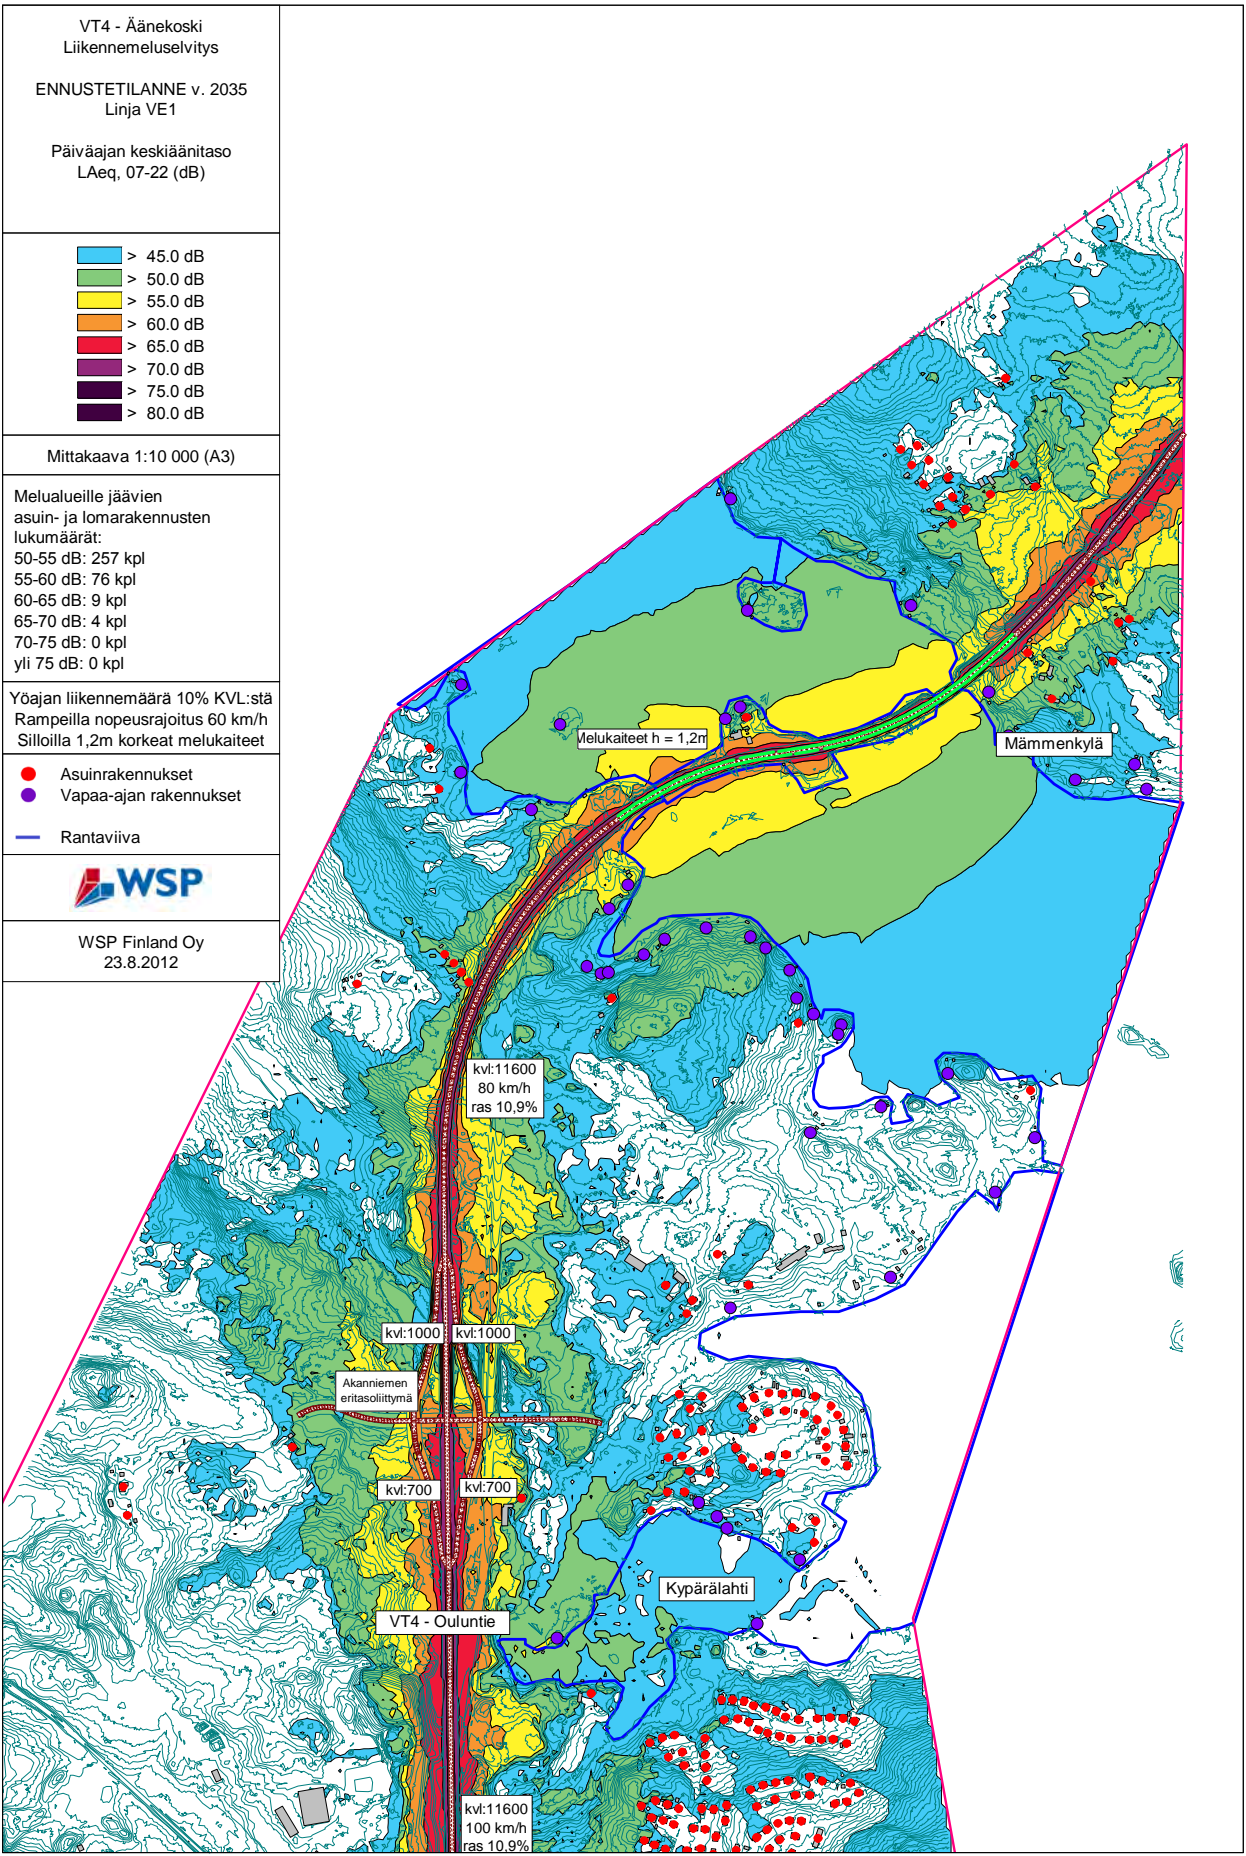 VT4 - Äänekoski
Liikennemeluselvitys
ENNUSTETILANNE v. 2035
Linja VE1
Päiväajan keskiäänitaso
LAeq, 07-22 (dB)
> 45.0 dB
> 50.0 dB
> 55.0 dB
> 60.0 dB
> 65.0 dB
> 70.0 dB
> 75.0 dB
> 80.0 dB
Mittakaava 1:10 000 (A3)
Melualueille jäävien
asuin- ja lomarakennusten
lukumäärät:
50-55 dB: 257 kpl
55-60 dB: 76 kpl
60-65 dB: 9 kpl
65-70 dB: 4 kpl
70-75 dB: 0 kpl
yli 75 dB: 0 kpl
Yöajan liikennemäärä 10% KVL:stä
Rampeilla nopeusrajoitus 60 km/h
Silloilla 1,2m korkeat melukaiteet
Asuinrakennukset
Vapaa-ajan rakennukset
Rantaviiva
WSP
WSP Finland Oy
23.8.2012
Melukaiteet h = 1,2m
Mämmenkylä
kvl:11600
80 km/h
ras 10,9%
kvl:1000
kvl:1000
Akanniemen
eritasoliittymä
kvl:700
kvl:700
Kypärälahti
VT4 - Ouluntie
kvl:11600
100 km/h
ras 10,9%